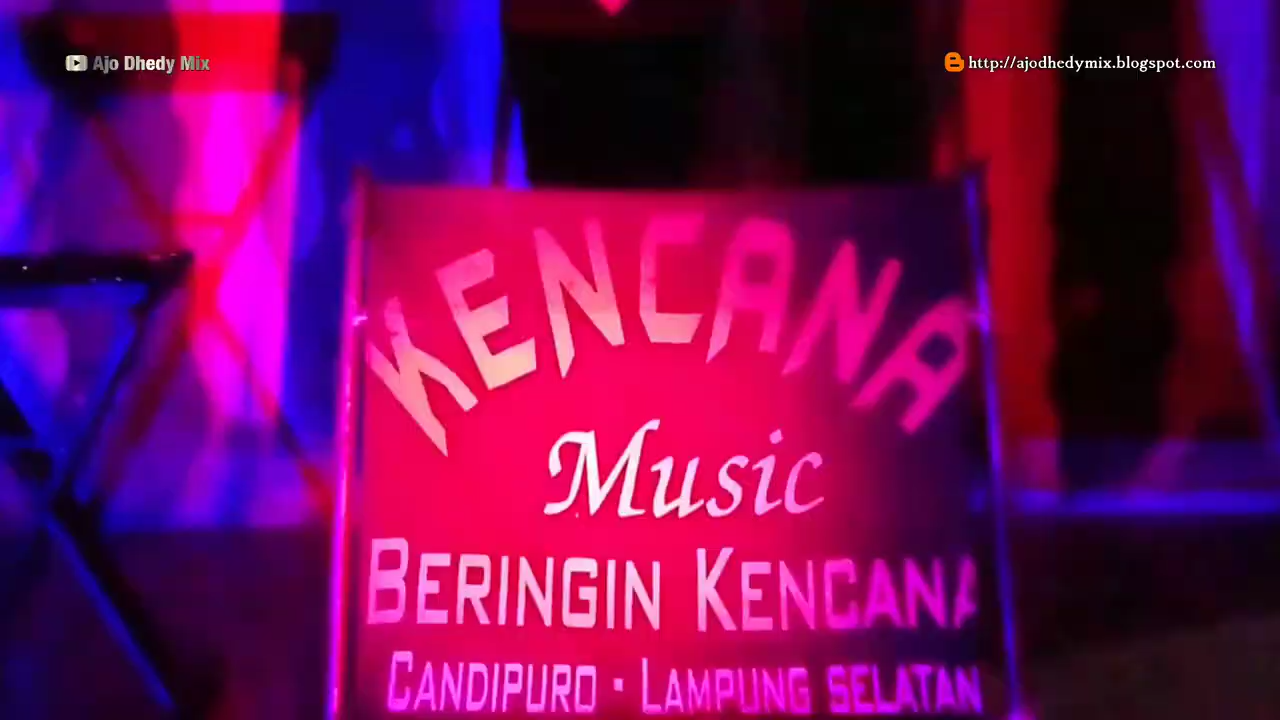 Ajo Dhedy Mix
http://ajodhedymix.blogspot.com
KENCANA
Music
BERINGIN KENCANA
CANDIPURO · LAMPUNG SELATAN